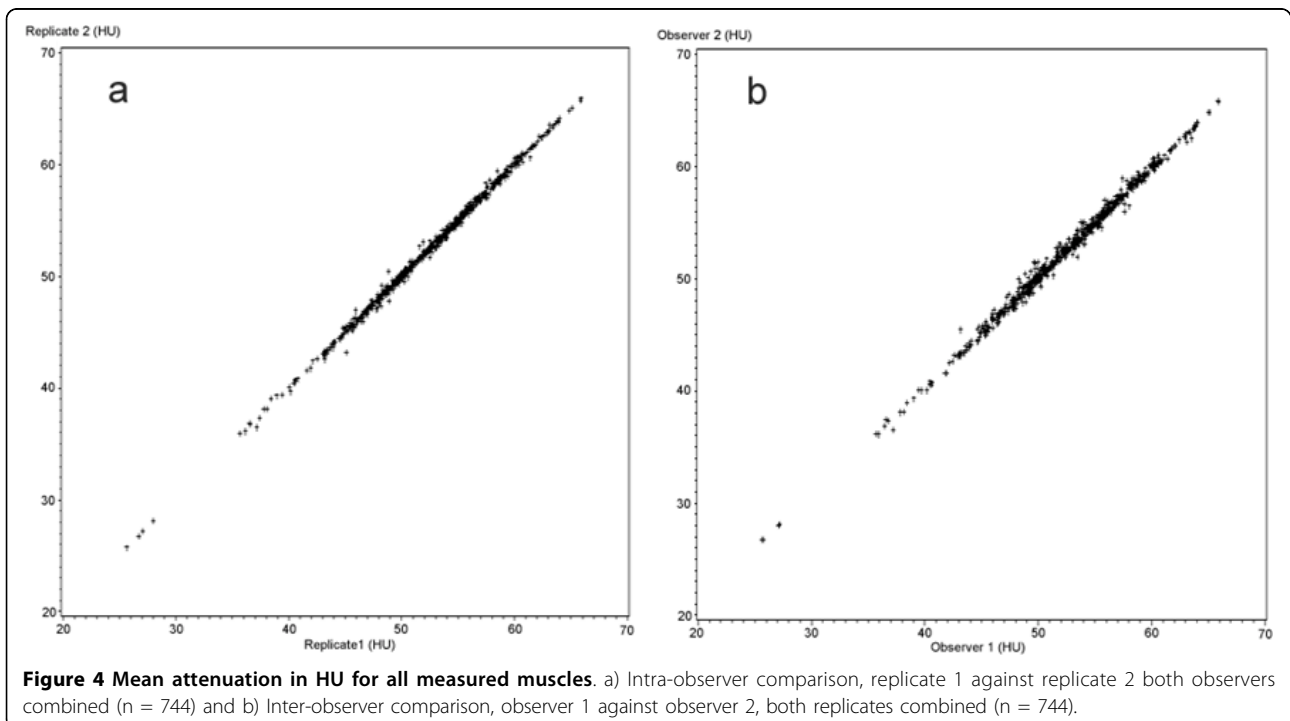 Replicate 2 (HU)
70
60
50
40
30
20
20 30 40 50 60 70
Replicate1 (HU)
a
Observer 2 (HU)
70
60
50
40
30
20
20 30 40 50 60 70
Observer 1 (HU)
b
Figure 4 Mean attenuation in HU for all measured muscles. a) Intra-observer comparison, replicate 1 against replicate 2 both observers
combined (n = 744) and b) Inter-observer comparison, observer 1 against observer 2, both replicates combined (n = 744).